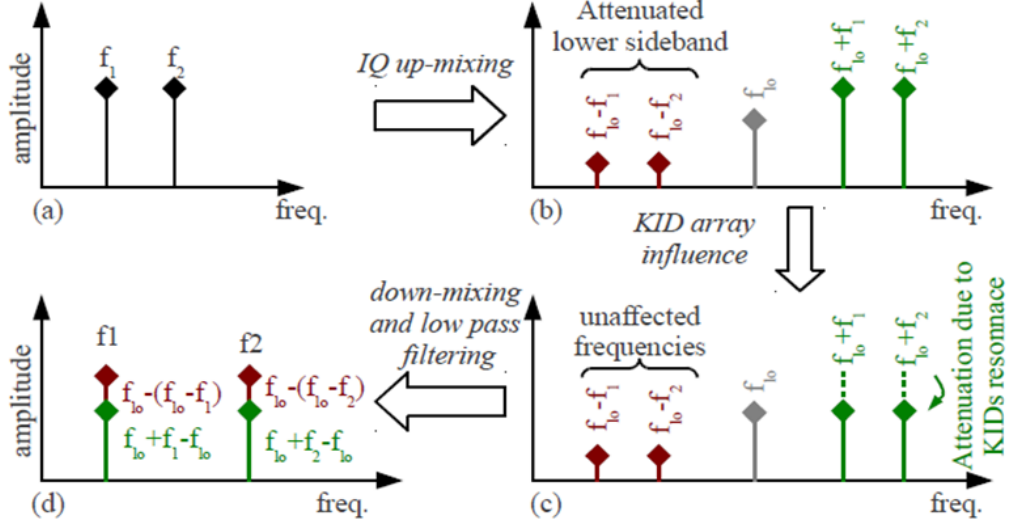 amplitude
f₁
f₂
(a)
freq.
IQ up-mixing
Attenuated
lower sideband
fₗₒ-f₁
fₗₒ-f₂
fₗₒ
fₗₒ+f₁
fₗₒ+f₂
(b)
freq.
KID array
influence
unaffected
frequencies
fₗₒ-f₁
fₗₒ-f₂
fₗₒ
fₗₒ+f₁
fₗₒ+f₂
Attenuation due to
KIDs resonnace
(c)
freq.
down-mixing
and low pass
filtering
amplitude
f1
f2
fₗₒ-(fₗₒ-f₁)
fₗₒ-(fₗₒ-f₂)
fₗₒ+f₁-fₗₒ
fₗₒ+f₂-fₗₒ
(d)
freq.